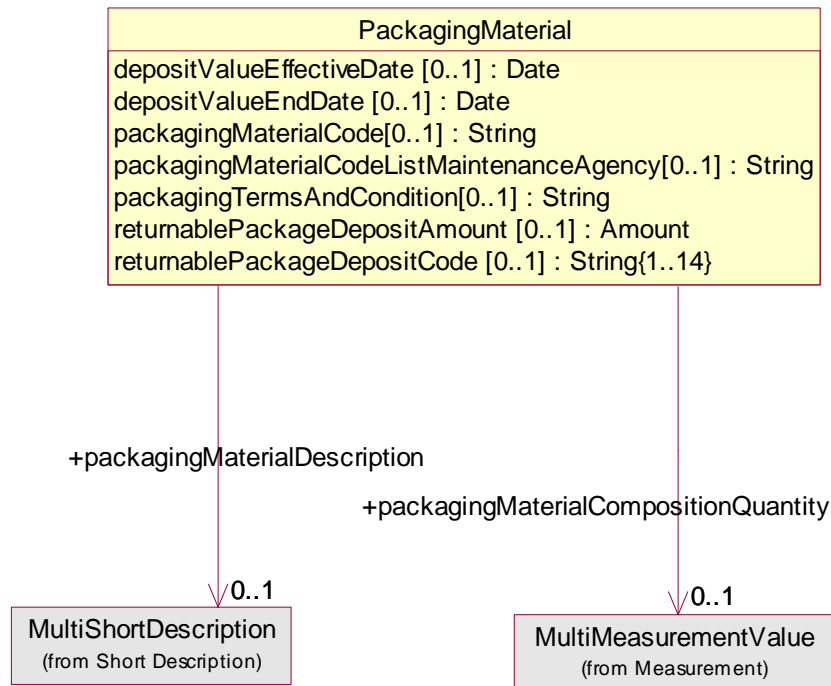 PackagingMaterial
depositValueEffectiveDate [0..1] : Date
depositValueEndDate [0..1] : Date
packagingMaterialCode[0..1] : String
packagingMaterialCodeListMaintenanceAgency[0..1] : String
packagingTermsAndCondition[0..1] : String
returnablePackageDepositAmount [0..1] : Amount
returnablePackageDepositCode [0..1] : String{1..14}
+packagingMaterialDescription
+packagingMaterialCompositionQuantity
0..1
0..1
MultiShortDescription
(from Short Description)
MultiMeasurementValue
(from Measurement)